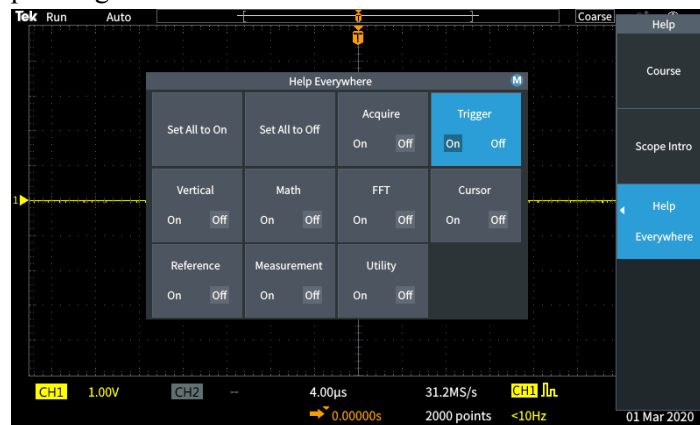 Tek Run Auto Coarse
Help
Course
Scope Intro
Help
Everywhere
Help Everywhere M
Set All to On
Set All to Off
Acquire
On Off
Trigger
On Off
Vertical
On Off
Math
On Off
FFT
On Off
Cursor
On Off
Reference
On Off
Measurement
On Off
Utility
On Off
T
T
1
CH1 1.00V CH2 -- 4.00µs 31.2MS/s CH1
0.00000s 2000 points <10Hz 01 Mar 2020